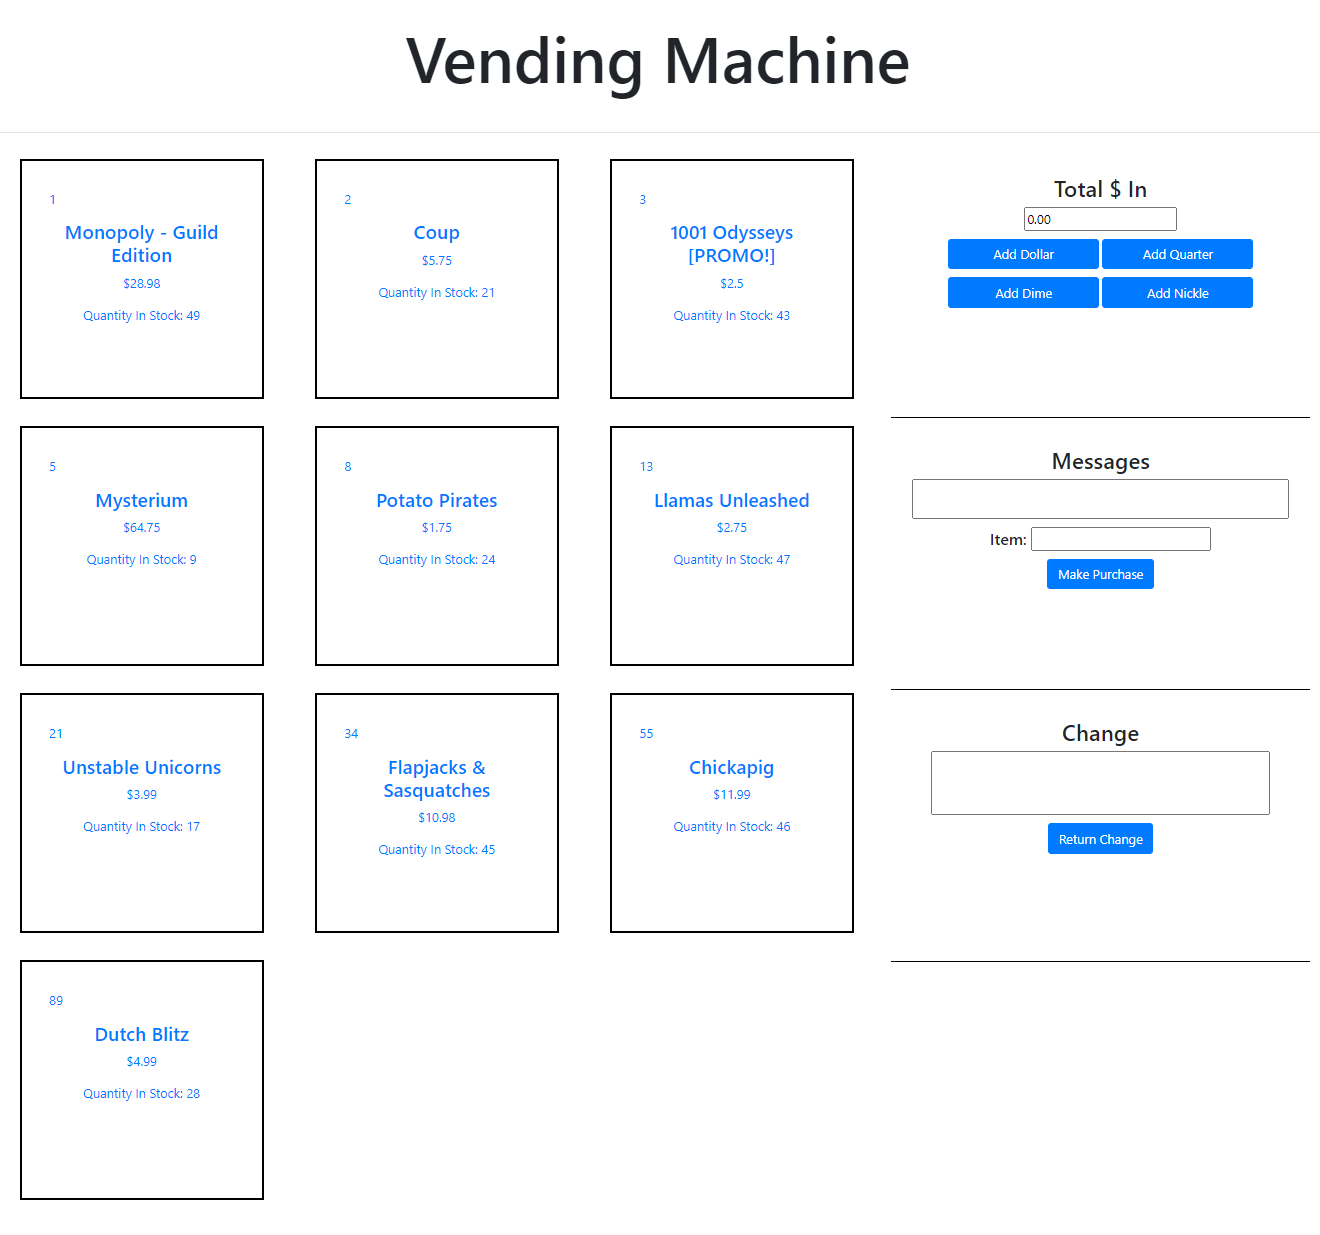 Vending Machine
1
Monopoly - Guild
Edition
$28.98
Quantity In Stock: 49
2
Coup
$5.75
Quantity In Stock: 21
3
1001 Odysseys
[PROMO!]
$2.5
Quantity In Stock: 43
Total $ In
0.00
Add Dollar Add Quarter
Add Dime Add Nickle
5
Mysterium
$64.75
Quantity In Stock: 9
8
Potato Pirates
$1.75
Quantity In Stock: 24
13
Llamas Unleashed
$2.75
Quantity In Stock: 47
Messages
Item:
Make Purchase
21
Unstable Unicorns
$3.99
Quantity In Stock: 17
34
Flapjacks &
Sasquatches
$10.98
Quantity In Stock: 45
55
Chickapig
$11.99
Quantity In Stock: 46
Change
Return Change
89
Dutch Blitz
$4.99
Quantity In Stock: 28